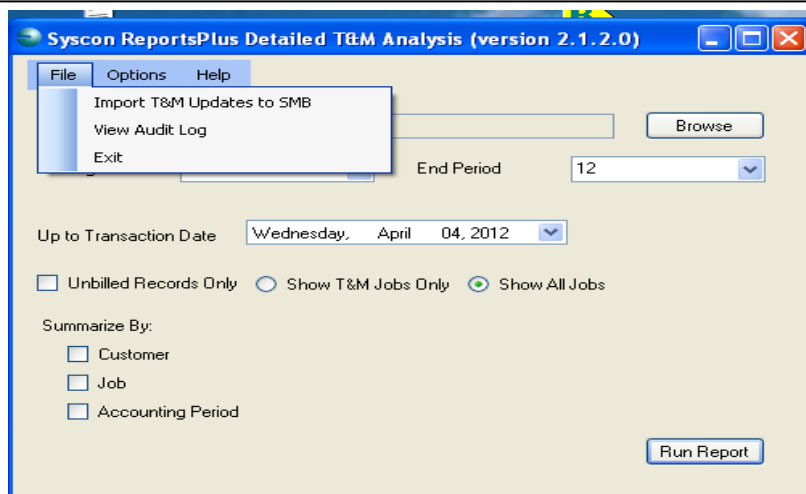 Syscon ReportsPlus Detailed T&M Analysis (version 2.1.2.0)
File Options Help
Import T&M Updates to SMB
View Audit Log
Exit
Browse
End Period 12
Up to Transaction Date Wednesday, April 04, 2012
Unbilled Records Only Show T&M Jobs Only Show All Jobs
Summarize By:
Customer
Job
Accounting Period
Run Report